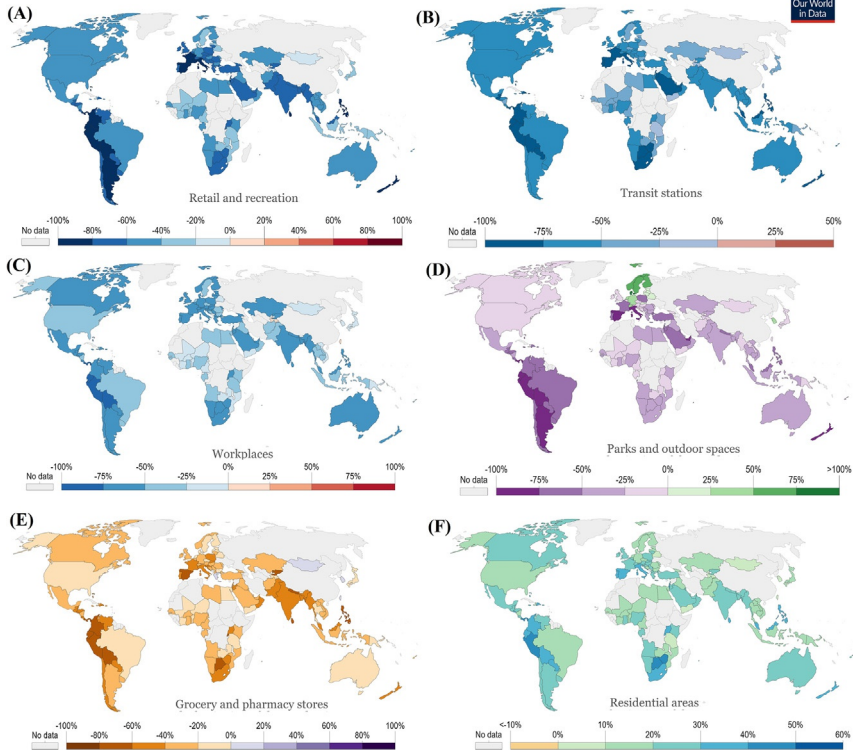 (A)
Retail and recreation
No data
-100% -80% -60% -40% -20% 0% 20% 40% 60% 80% 100%
(B)
Our World
in Data
Transit stations
No data
-100% -75% -50% -25% 0% 25% 50%
(C)
Workplaces
No data
-100% -75% -50% -25% 0% 25% 50% 75% 100%
(D)
Parks and outdoor spaces
No data
-100% -75% -50% -25% 0% 25% 50% >100%
(E)
Grocery and pharmacy stores
No data
-100% -80% -60% -40% -20% 0% 20% 40% 60% 80% 100%
(F)
Residential areas
No data
<-10% 0% 10% 20% 30% 40% 50% 60%